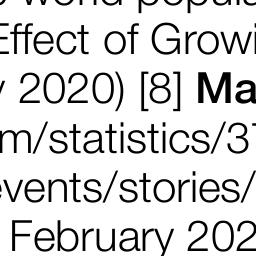 world popula
Effect of Growi
2020) [8] Ma
m/statistics/37
events/stories/
February 202